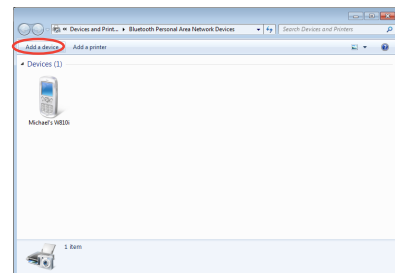 « Devices and Print... ▸ Bluetooth Personal Area Network Devices
Search Devices and Printers
Add a device
Add a printer
Devices (1)
Michael's W810i
1 item